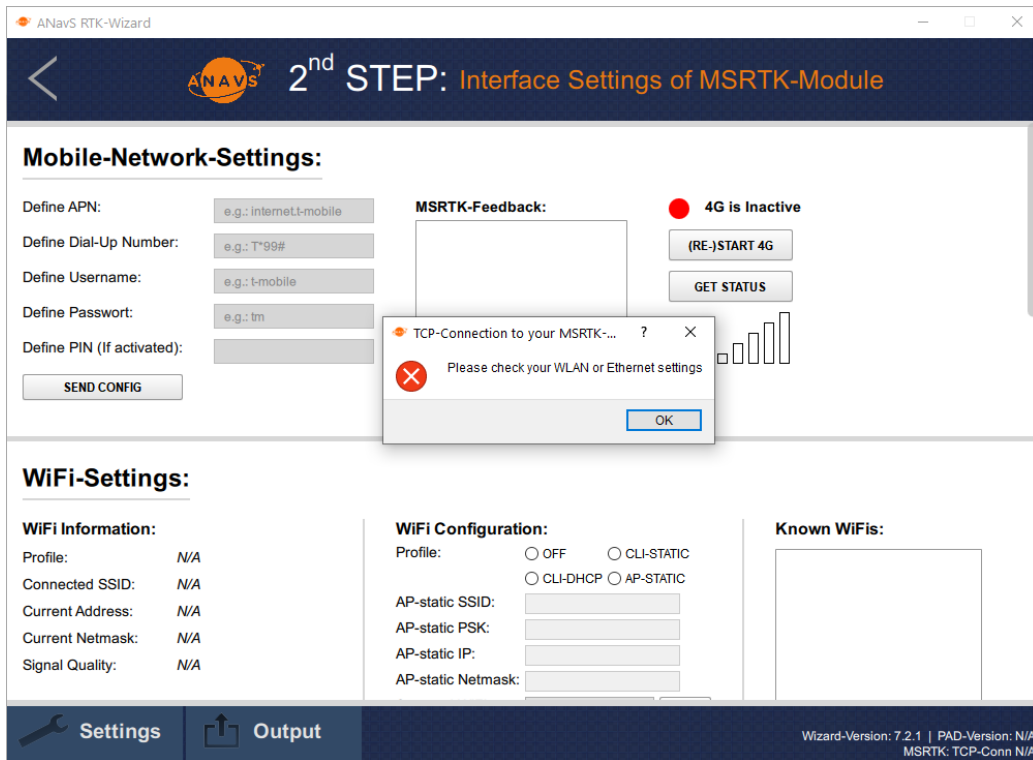 ANavS RTK-Wizard
ANAVS
2nd STEP: Interface Settings of MSRTK-Module
Mobile-Network-Settings:
Define APN:
e.g.: internet.t-mobile
Define Dial-Up Number:
e.g.: T*99#
Define Username:
e.g.: t-mobile
Define Passwort:
e.g.: tm
Define PIN (If activated):
SEND CONFIG
MSRTK-Feedback:
4G is Inactive
(RE-)START 4G
GET STATUS
TCP-Connection to your MSRTK-...
Please check your WLAN or Ethernet settings
OK
WiFi-Settings:
WiFi Information:
Profile: N/A
Connected SSID: N/A
Current Address: N/A
Current Netmask: N/A
Signal Quality: N/A
WiFi Configuration:
Profile:
OFF CLI-STATIC
CLI-DHCP AP-STATIC
AP-static SSID:
AP-static PSK:
AP-static IP:
AP-static Netmask:
Known WiFis:
Settings
Output
Wizard-Version: 7.2.1 | PAD-Version: N/A
MSRTK: TCP-Conn N/A